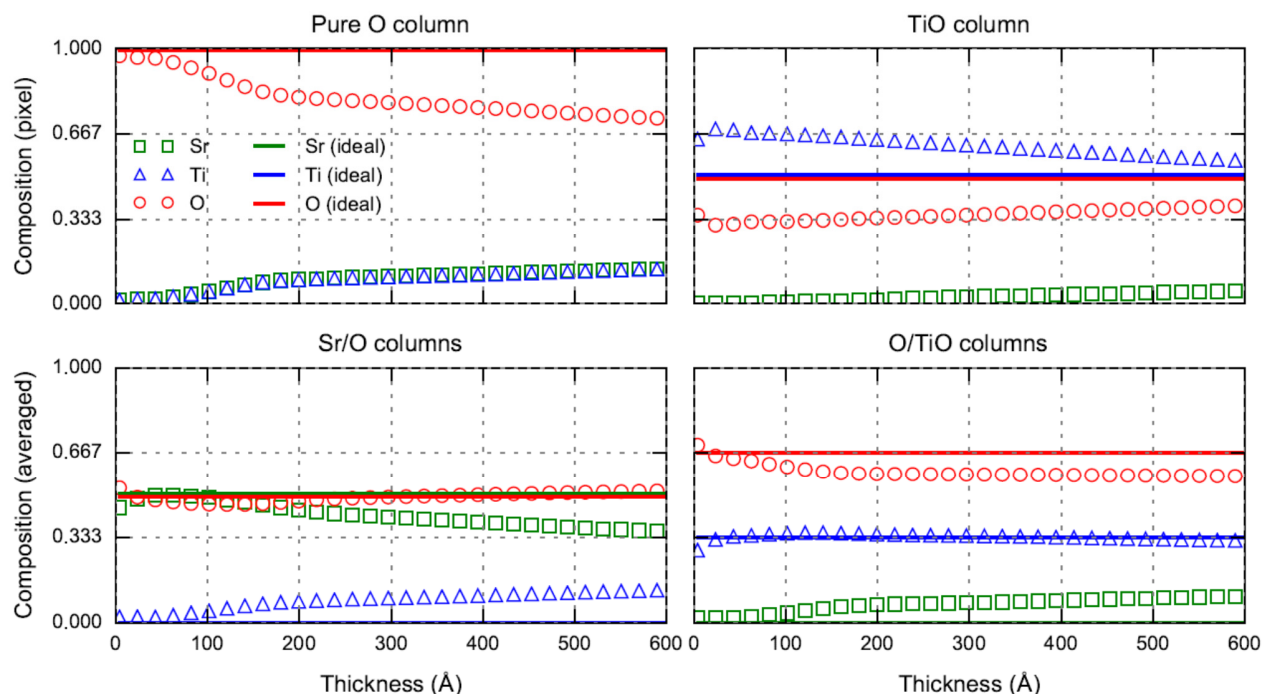 Pure O column
TiO column
Composition (pixel)
1.000
0.667
0.333
0.000
Sr
Ti
O
Sr (ideal)
Ti (ideal)
O (ideal)
Sr/O columns
O/TiO columns
Composition (averaged)
1.000
0.667
0.333
0.000
0 100 200 300 400 500 600
0 100 200 300 400 500 600
Thickness (Å)
Thickness (Å)